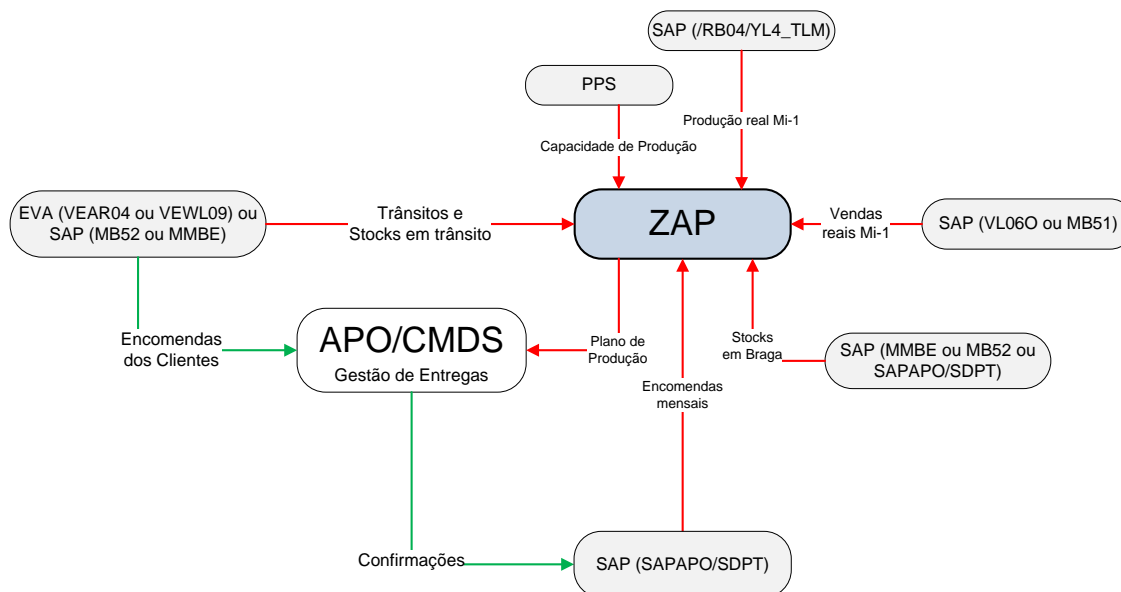 SAP (/RB04/YL4_TLM)
PPS
Produção real Mi-1
Capacidade de Produção
EVA (VEAR04 ou VEWL09) ou
SAP (MB52 ou MMBE)
Trânsitos e
Stocks em trânsito
ZAP
Vendas
reais Mi-1
SAP (VL06O ou MB51)
Encomendas
dos Clientes
APO/CMDS
Gestão de Entregas
Plano de
Produção
Stocks
em Braga
SAP (MMBE ou MB52 ou
SAPAPO/SDPT)
Encomendas
mensais
Confirmações
SAP (SAPAPO/SDPT)